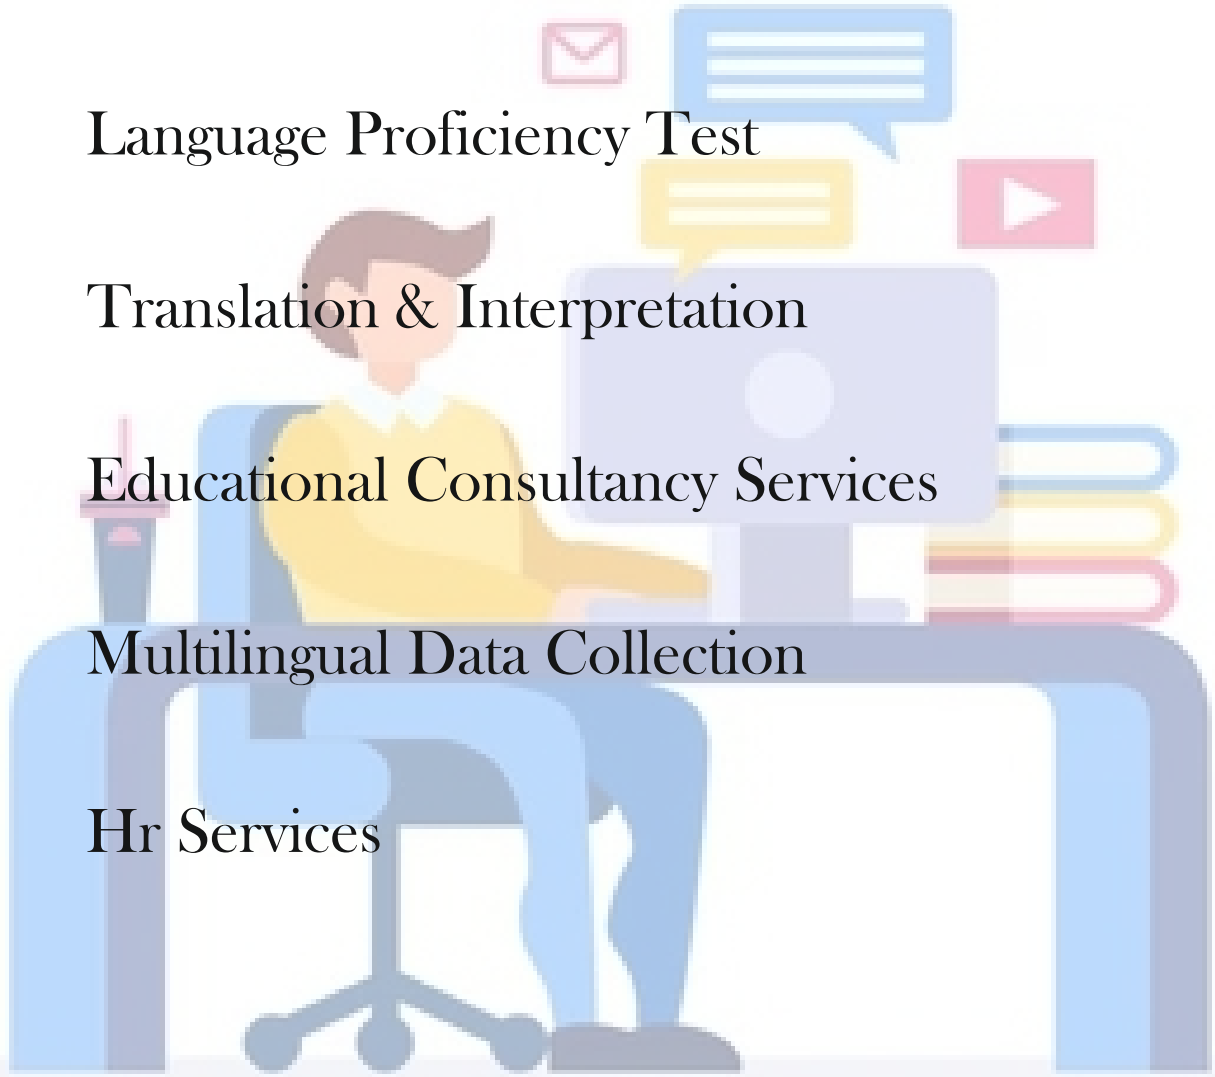 Language Proficiency Test
Translation & Interpretation
Educational Consultancy Services
Multilingual Data Collection
Hr Services